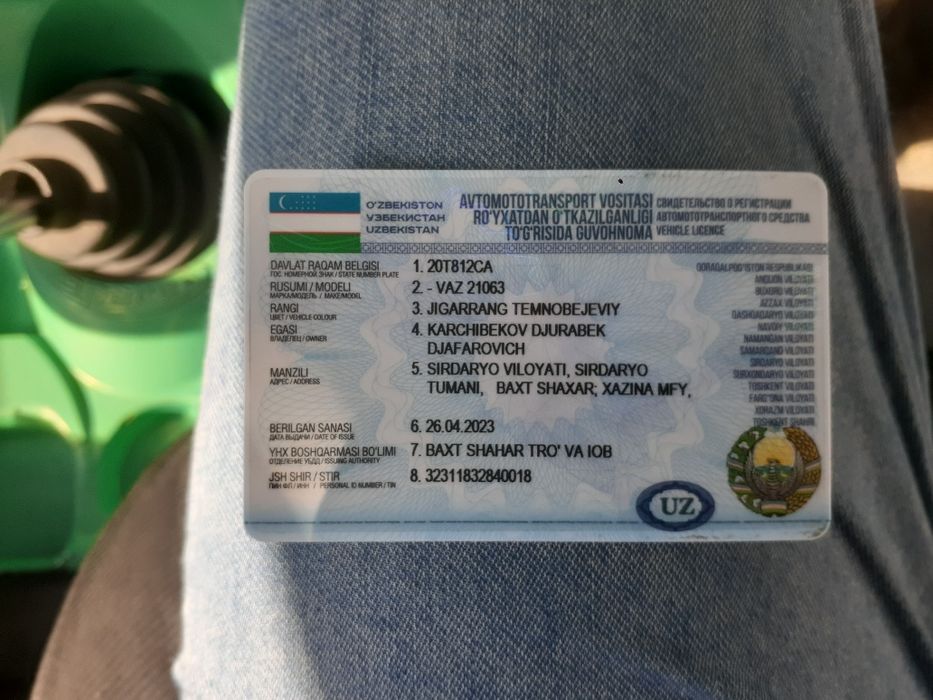 O'ZBEKISTON
УЗБЕКИСТАН
UZBEKISTAN
AVTOMOTOTRANSPORT VOSITASI
RO'YXATDAN O'TKAZILGANLIGI
TO'G'RISIDA GUVOHNOMA
СВИДЕТЕЛЬСТВО О РЕГИСТРАЦИИ
АВТОМОТОТРАНСПОРТНОГО СРЕДСТВА
VEHICLE LICENCE
DAVLAT RAQAM BELGISI 1. 20T812CA
ГОС. НОМЕРНОЙ ЗНАК / STATE NUMBER PLATE
RUSUMI / MODELI 2. - VAZ 21063
МАРКА/МОДЕЛЬ / MAKE/MODEL
RANGI 3. JIGARRANG TEMNOBEJEVIY
ЦВЕТ / VEHICLE COLOUR
EGASI 4. KARCHIBEKOV DJURABEK
ВЛАДЕЛЕЦ / OWNER
DJAFAROVICH
MANZILI 5. SIRDARYO VILOYATI, SIRDARYO
АДРЕС / ADDRESS
TUMANI, BAXT SHAXAR; XAZINA MFY,
BERILGAN SANASI 6. 26.04.2023
ДАТА ВЫДАЧИ / DATE OF ISSUE
YHX BOSHQARMASI BO'LIMI 7. BAXT SHAHAR TRO' VA IOB
ОТДЕЛЕНИЕ УБДД / ISSUING AUTHORITY
JSH SHIR / STIR 8. 32311832840018
ПИН ФЛ / ИНН / PERSONAL ID NUMBER / TIN
QORAQALPOG'ISTON RESPUBLIKASI
ANDIJON VILOYATI
BUXORO VILOYATI
JIZZAX VILOYATI
QASHQADARYO VILOYATI
NAVOIY VILOYATI
NAMANGAN VILOYATI
SAMARQAND VILOYATI
SIRDARYO VILOYATI
SURXONDARYO VILOYATI
TOSHKENT VILOYATI
FARG'ONA VILOYATI
XORAZM VILOYATI
TOSHKENT SHAHRI
UZ